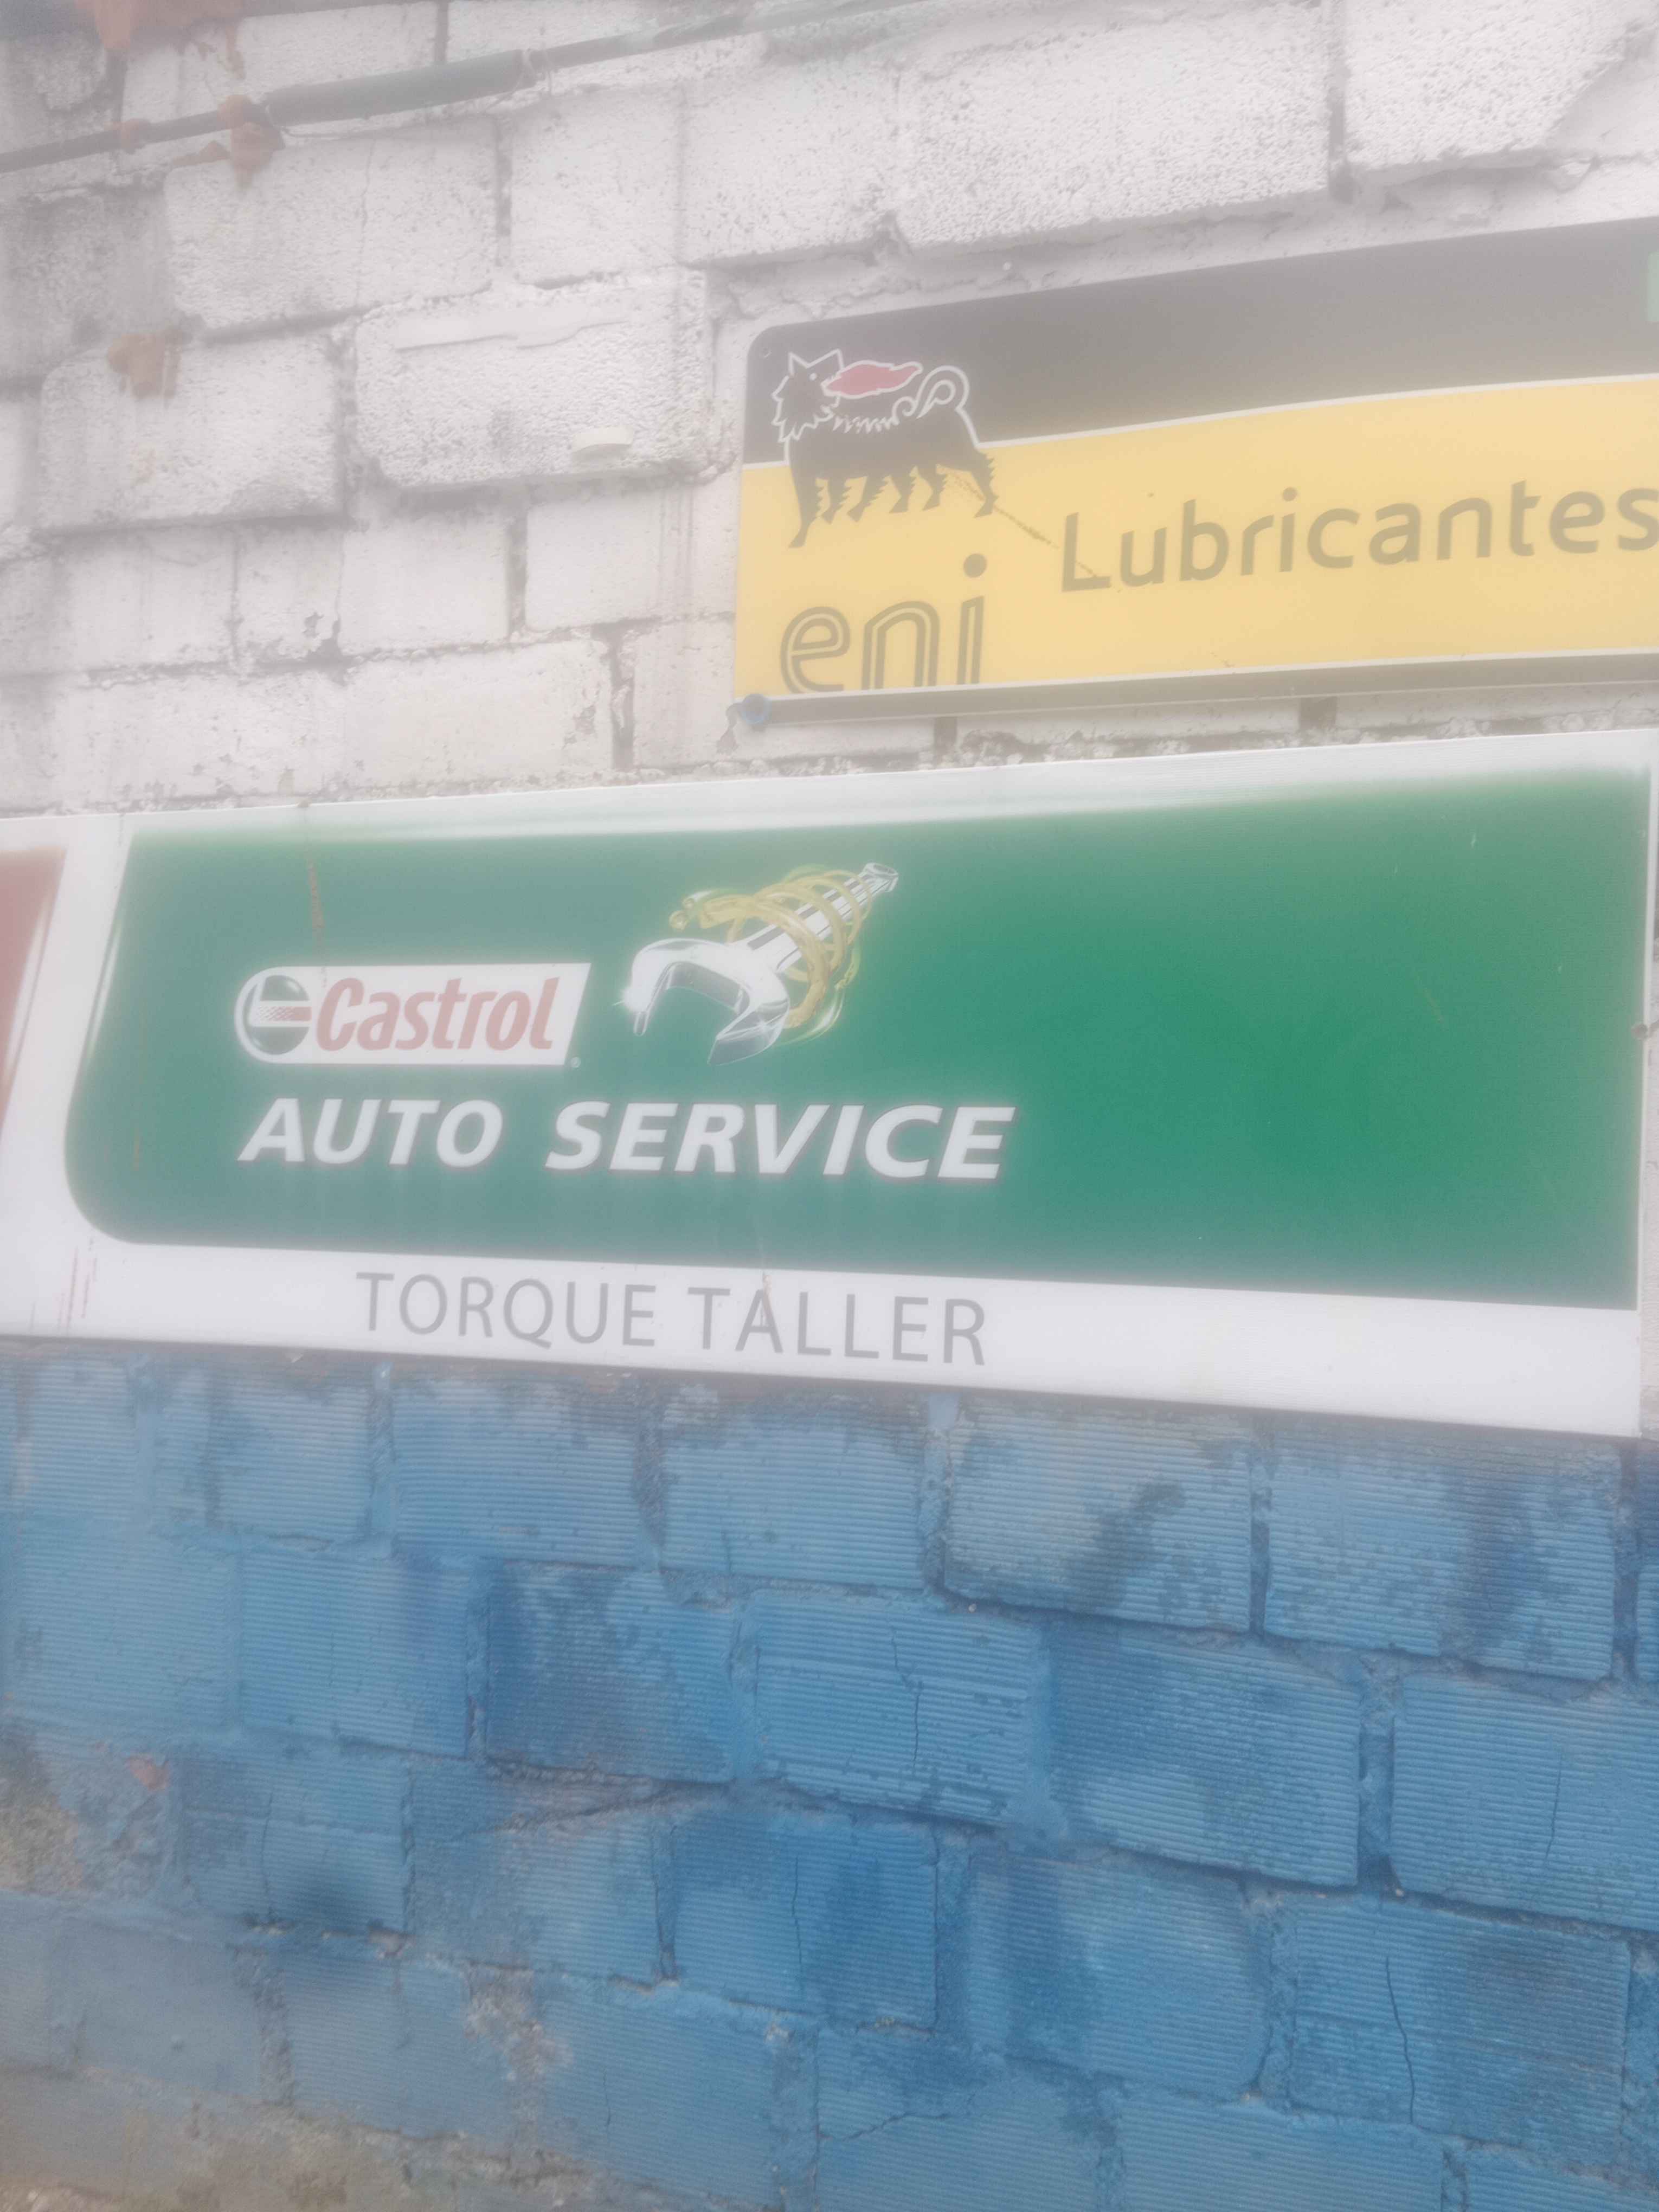 eni
Lubricantes
Castrol
AUTO SERVICE
TORQUE TALLER